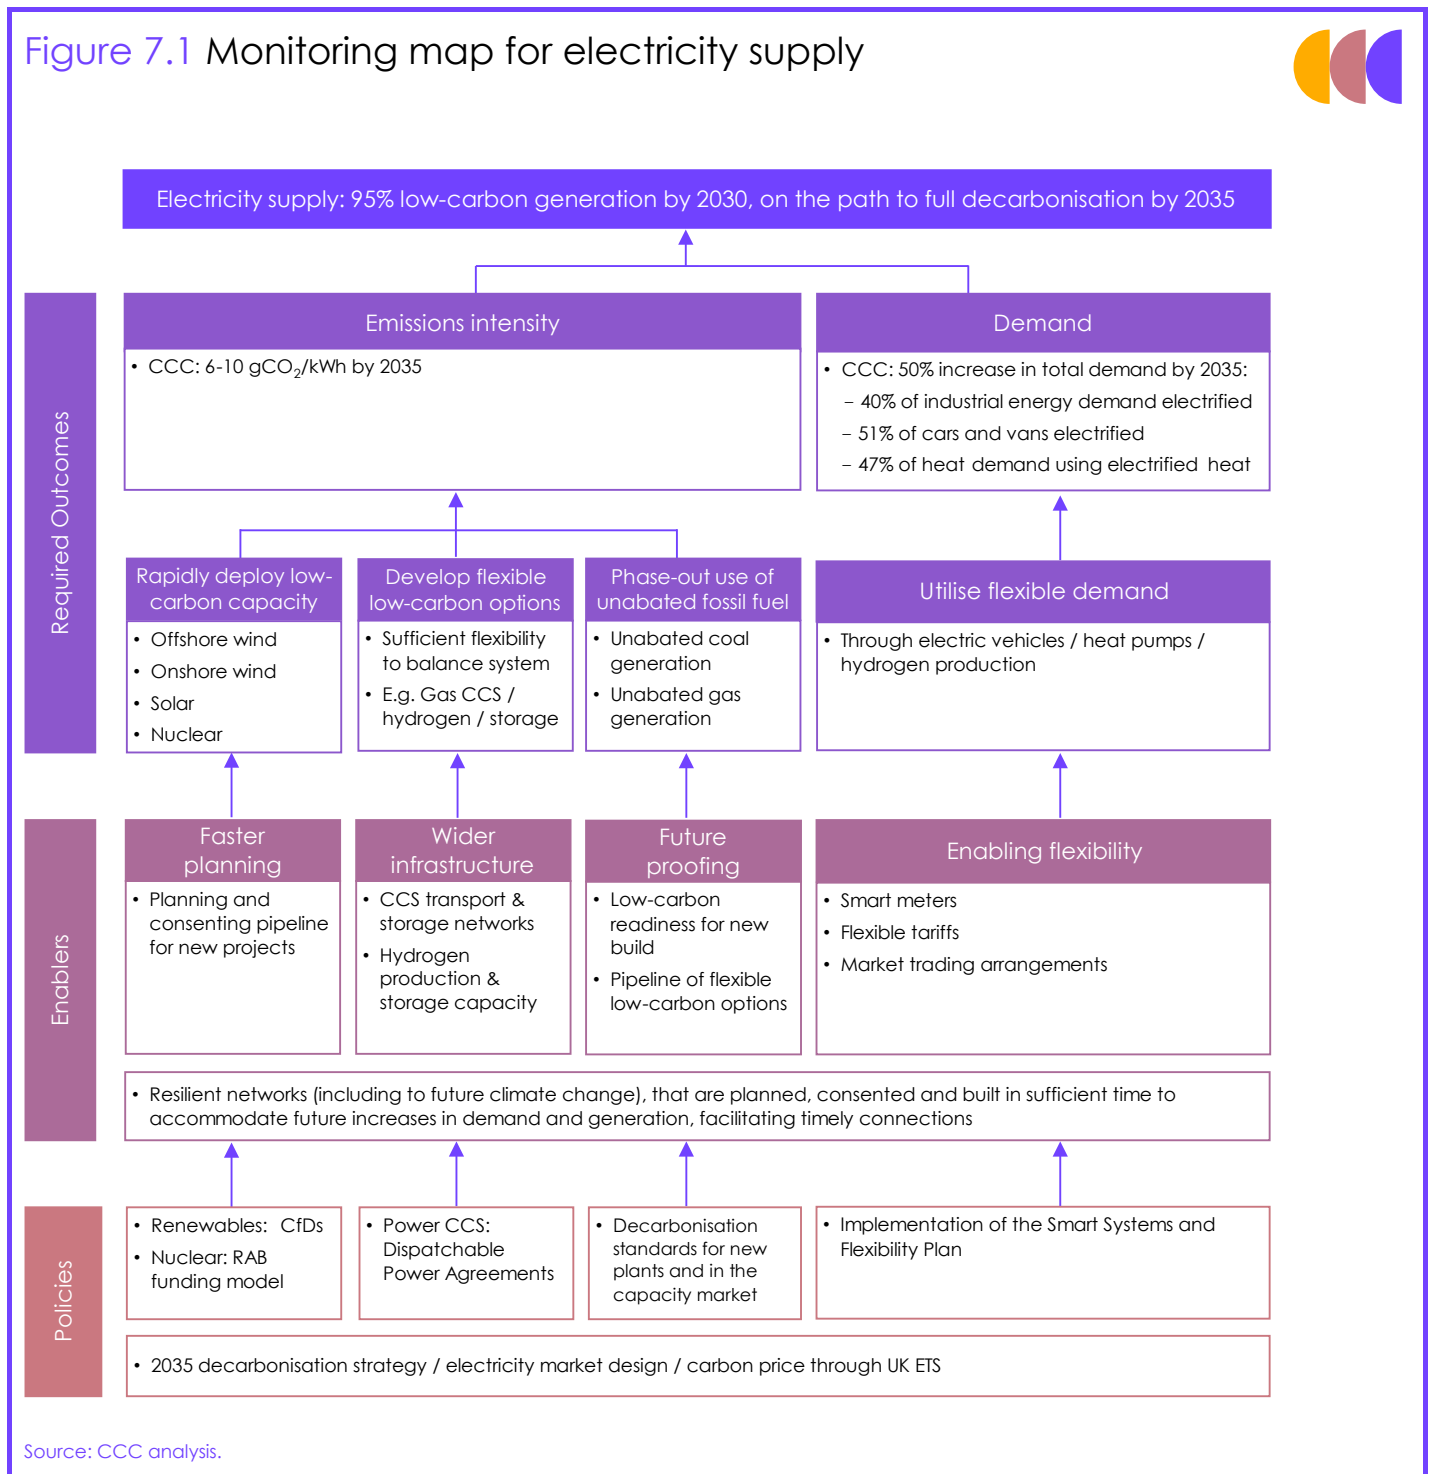 Figure 7.1 Monitoring map for electricity supply
Electricity supply: 95% low-carbon generation by 2030, on the path to full decarbonisation by 2035
Required Outcomes
Emissions intensity
• CCC: 6-10 gCO₂/kWh by 2035
Demand
• CCC: 50% increase in total demand by 2035:
– 40% of industrial energy demand electrified
– 51% of cars and vans electrified
– 47% of heat demand using electrified heat
Rapidly deploy low-
carbon capacity
• Offshore wind
• Onshore wind
• Solar
• Nuclear
Develop flexible
low-carbon options
• Sufficient flexibility
to balance system
• E.g. Gas CCS /
hydrogen / storage
Phase-out use of
unabated fossil fuel
• Unabated coal
generation
• Unabated gas
generation
Utilise flexible demand
• Through electric vehicles / heat pumps /
hydrogen production
Enablers
Faster
planning
• Planning and
consenting pipeline
for new projects
Wider
infrastructure
• CCS transport &
storage networks
• Hydrogen
production &
storage capacity
Future
proofing
• Low-carbon
readiness for new
build
• Pipeline of flexible
low-carbon options
Enabling flexibility
• Smart meters
• Flexible tariffs
• Market trading arrangements
• Resilient networks (including to future climate change), that are planned, consented and built in sufficient time to
accommodate future increases in demand and generation, facilitating timely connections
Policies
• Renewables: CfDs
• Nuclear: RAB
funding model
• Power CCS:
Dispatchable
Power Agreements
• Decarbonisation
standards for new
plants and in the
capacity market
• Implementation of the Smart Systems and
Flexibility Plan
• 2035 decarbonisation strategy / electricity market design / carbon price through UK ETS
Source: CCC analysis.